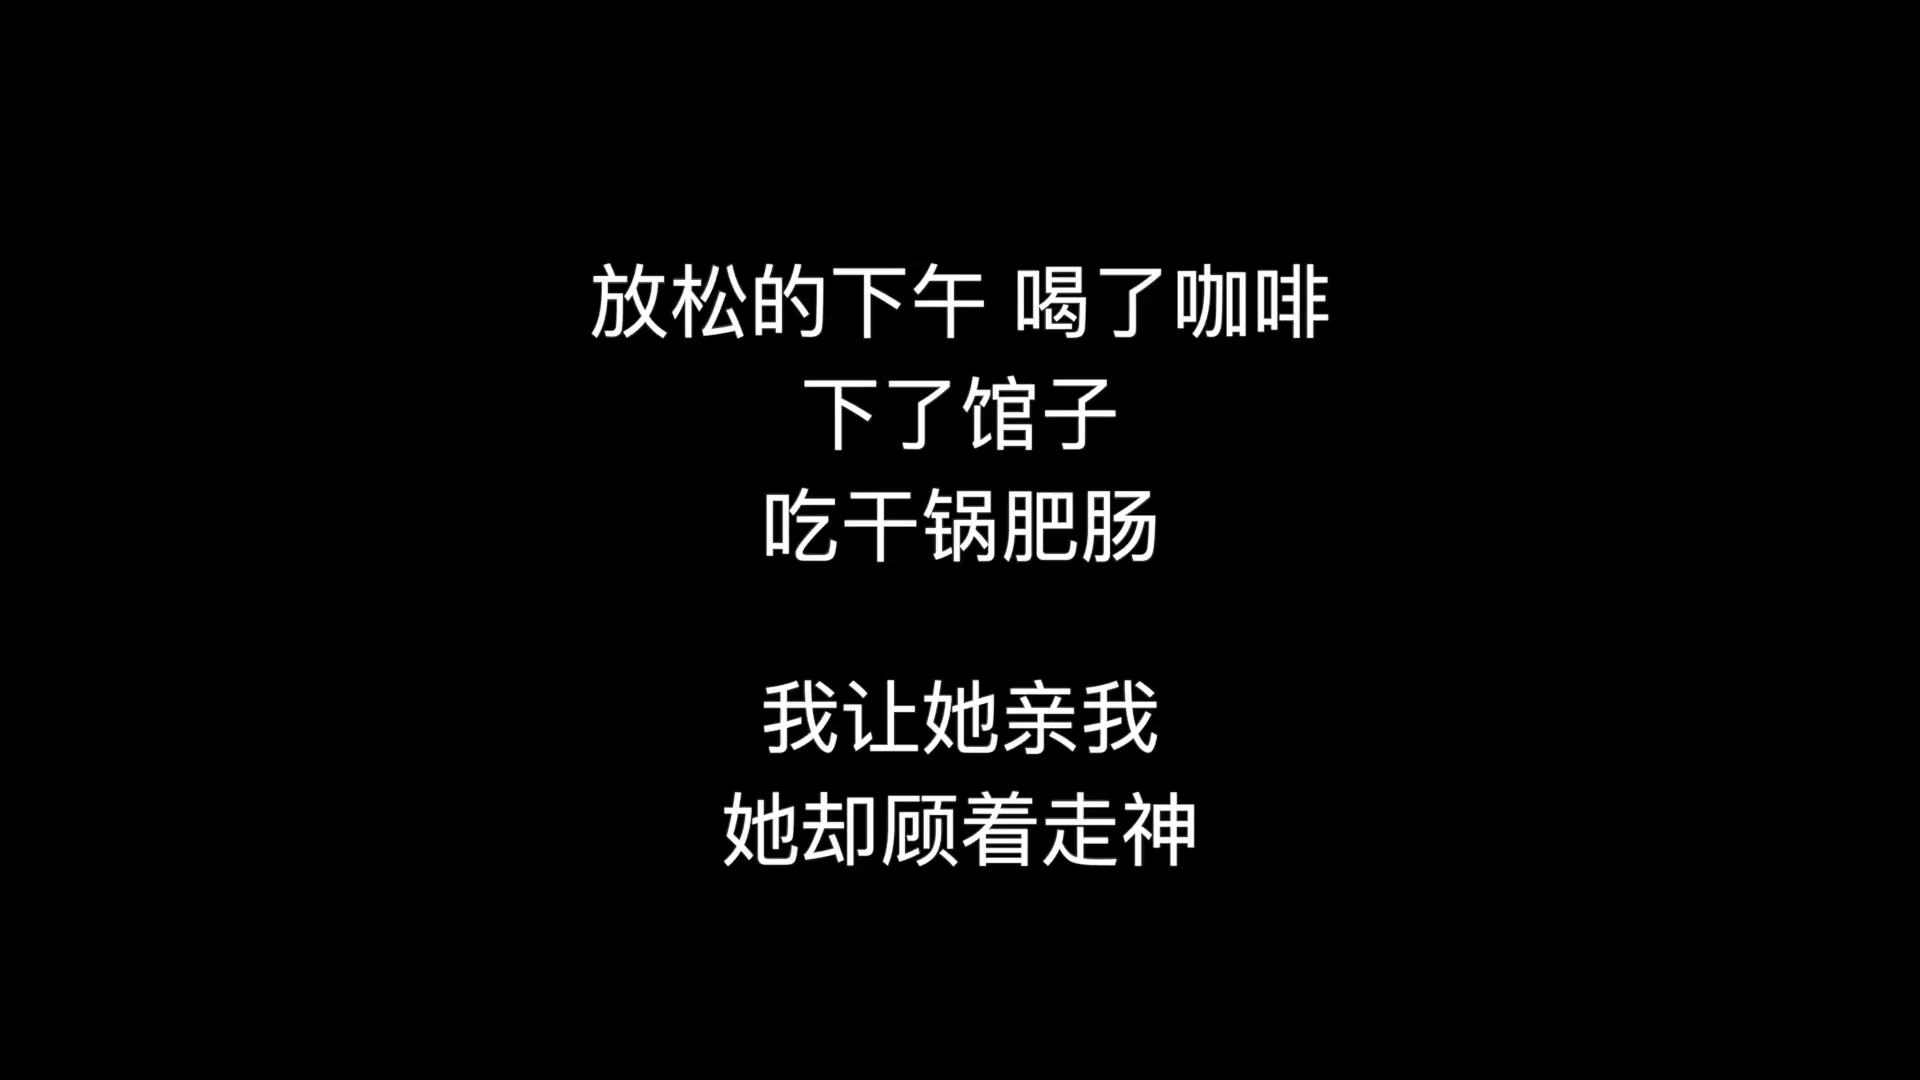 放松的下午 喝了咖啡
下了馆子
吃干锅肥肠
我让她亲我
她却顾着走神